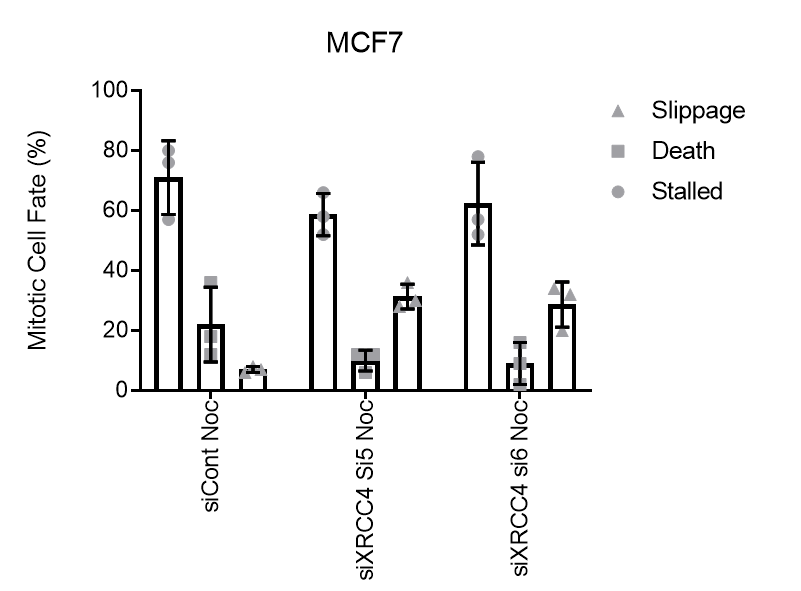 MCF7
Mitotic Cell Fate (%)
100
80
60
40
20
0
siCont Noc
siXRCC4 Si5 Noc
siXRCC4 si6 Noc
Slippage
Death
Stalled